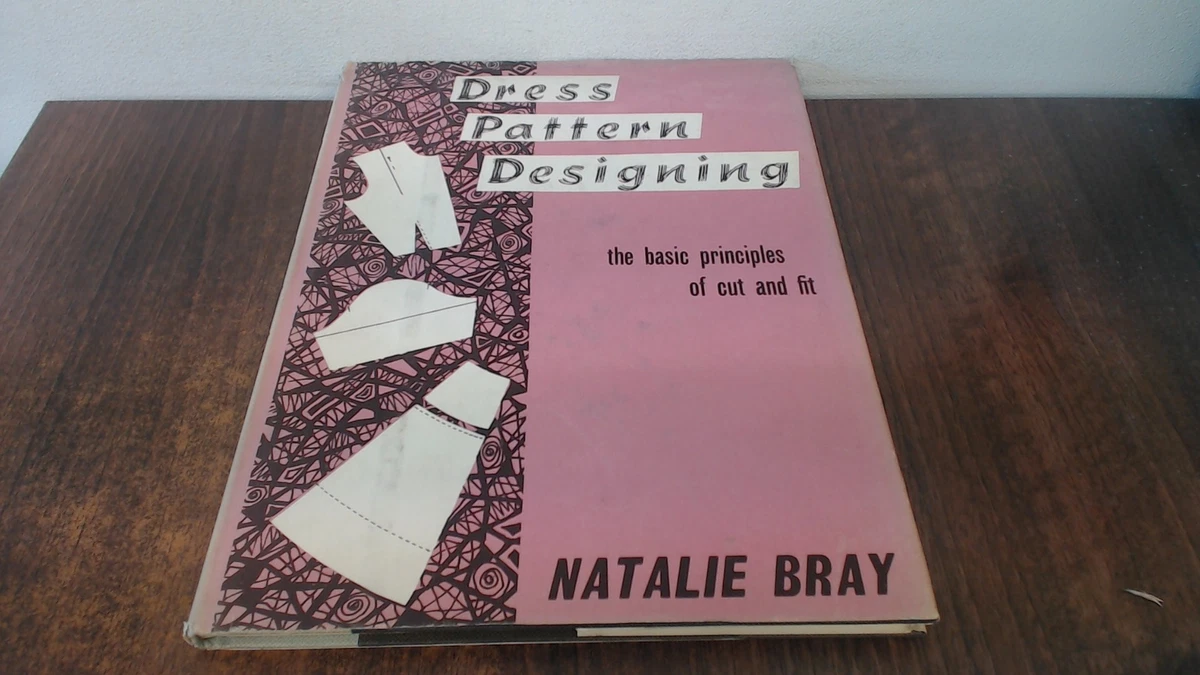 Dress
Pattern
Designing
the basic principles
of cut and fit
NATALIE BRAY